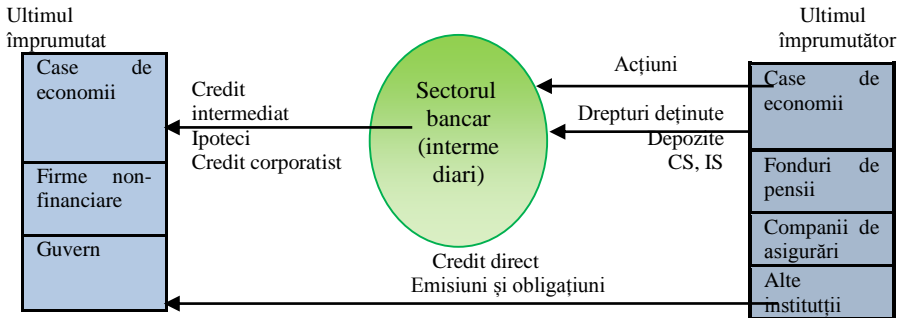 Ultimul
împrumutat
Case de
economii
Firme non-
financiare
Guvern
Credit
intermediat
Ipoteci
Credit corporatist
Sectorul
bancar
(interme
diari)
Acțiuni
Drepturi deținute
Depozite
CS, IS
Credit direct
Emisiuni și obligațiuni
Ultimul
împrumutător
Case de
economii
Fonduri de
pensii
Companii de
asigurări
Alte
instituții